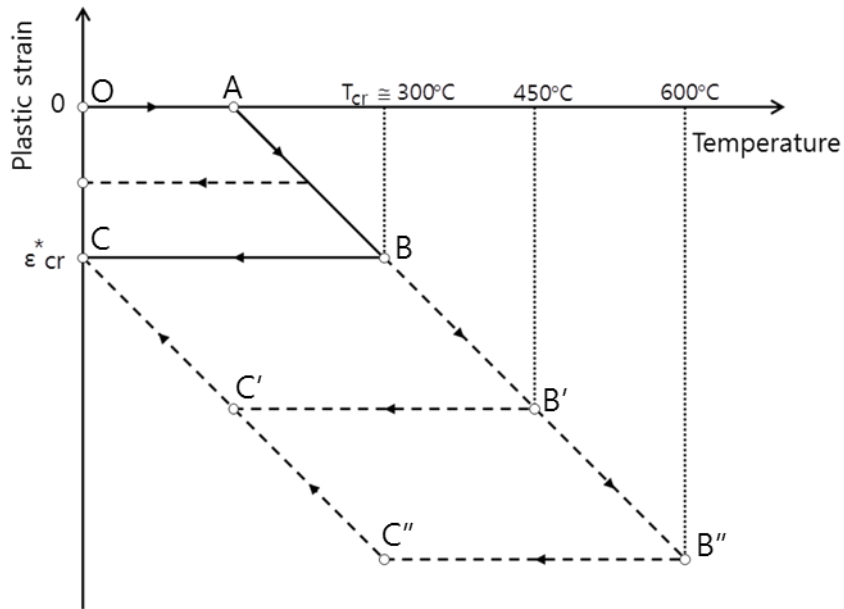 Plastic strain
0
O
A
T_cr ≅ 300°C
450°C
600°C
Temperature
C
B
ε*_cr
C′
B′
C″
B″